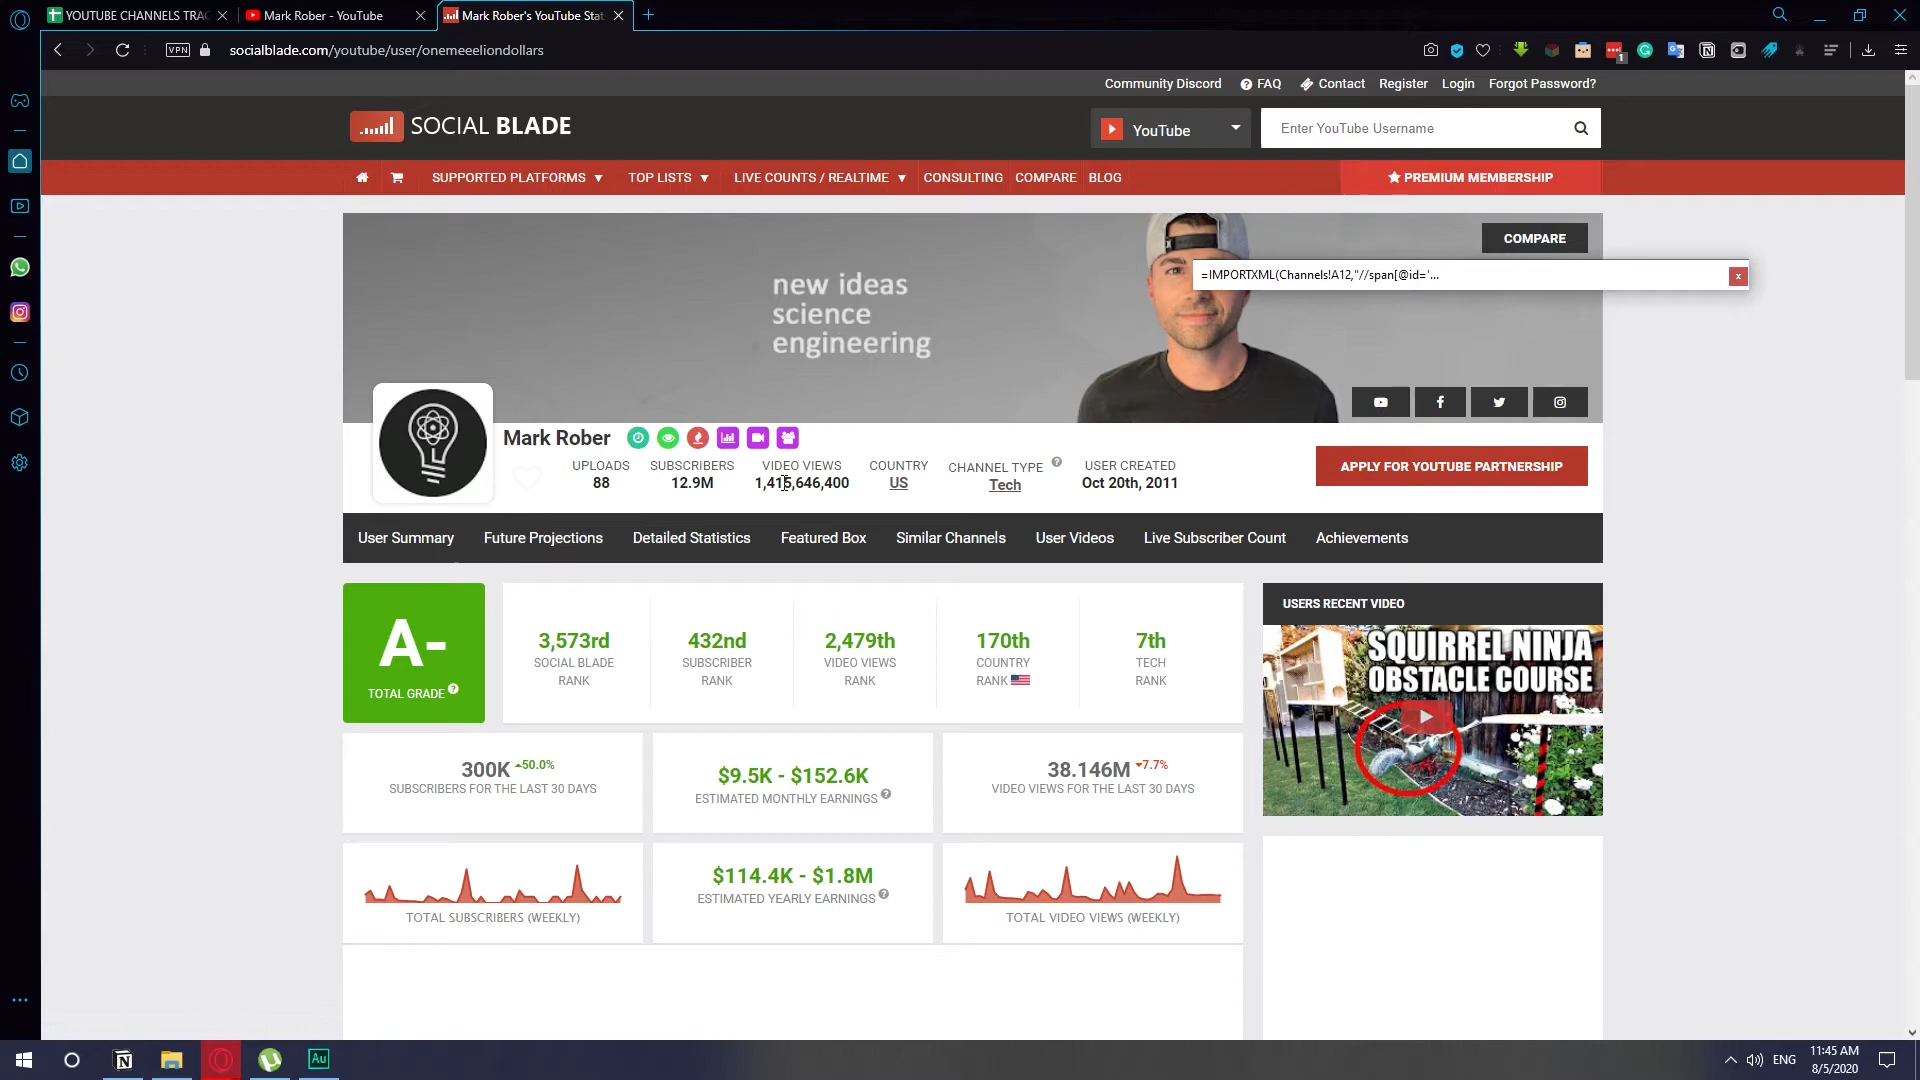 YOUTUBE CHANNELS TRAC
Mark Rober - YouTube
Mark Rober's YouTube Stat
VPN
socialblade.com/youtube/user/onemeeeliondollars
1
Community Discord
FAQ
Contact
Register
Login
Forgot Password?
SOCIAL BLADE
YouTube
Enter YouTube Username
SUPPORTED PLATFORMS
TOP LISTS
LIVE COUNTS / REALTIME
CONSULTING
COMPARE
BLOG
PREMIUM MEMBERSHIP
COMPARE
=IMPORTXML(Channels!A12,"//span[@id='...
x
new ideas
science
engineering
Mark Rober
UPLOADS
88
SUBSCRIBERS
12.9M
VIDEO VIEWS
1,415,646,400
COUNTRY
US
CHANNEL TYPE
Tech
USER CREATED
Oct 20th, 2011
APPLY FOR YOUTUBE PARTNERSHIP
User Summary
Future Projections
Detailed Statistics
Featured Box
Similar Channels
User Videos
Live Subscriber Count
Achievements
A-
TOTAL GRADE
3,573rd
SOCIAL BLADE
RANK
432nd
SUBSCRIBER
RANK
2,479th
VIDEO VIEWS
RANK
170th
COUNTRY
RANK
7th
TECH
RANK
USERS RECENT VIDEO
SQUIRREL NINJA
OBSTACLE COURSE
300K 50.0%
SUBSCRIBERS FOR THE LAST 30 DAYS
$9.5K - $152.6K
ESTIMATED MONTHLY EARNINGS
38.146M 7.7%
VIDEO VIEWS FOR THE LAST 30 DAYS
TOTAL SUBSCRIBERS (WEEKLY)
$114.4K - $1.8M
ESTIMATED YEARLY EARNINGS
TOTAL VIDEO VIEWS (WEEKLY)
Au
ENG
11:45 AM
8/5/2020